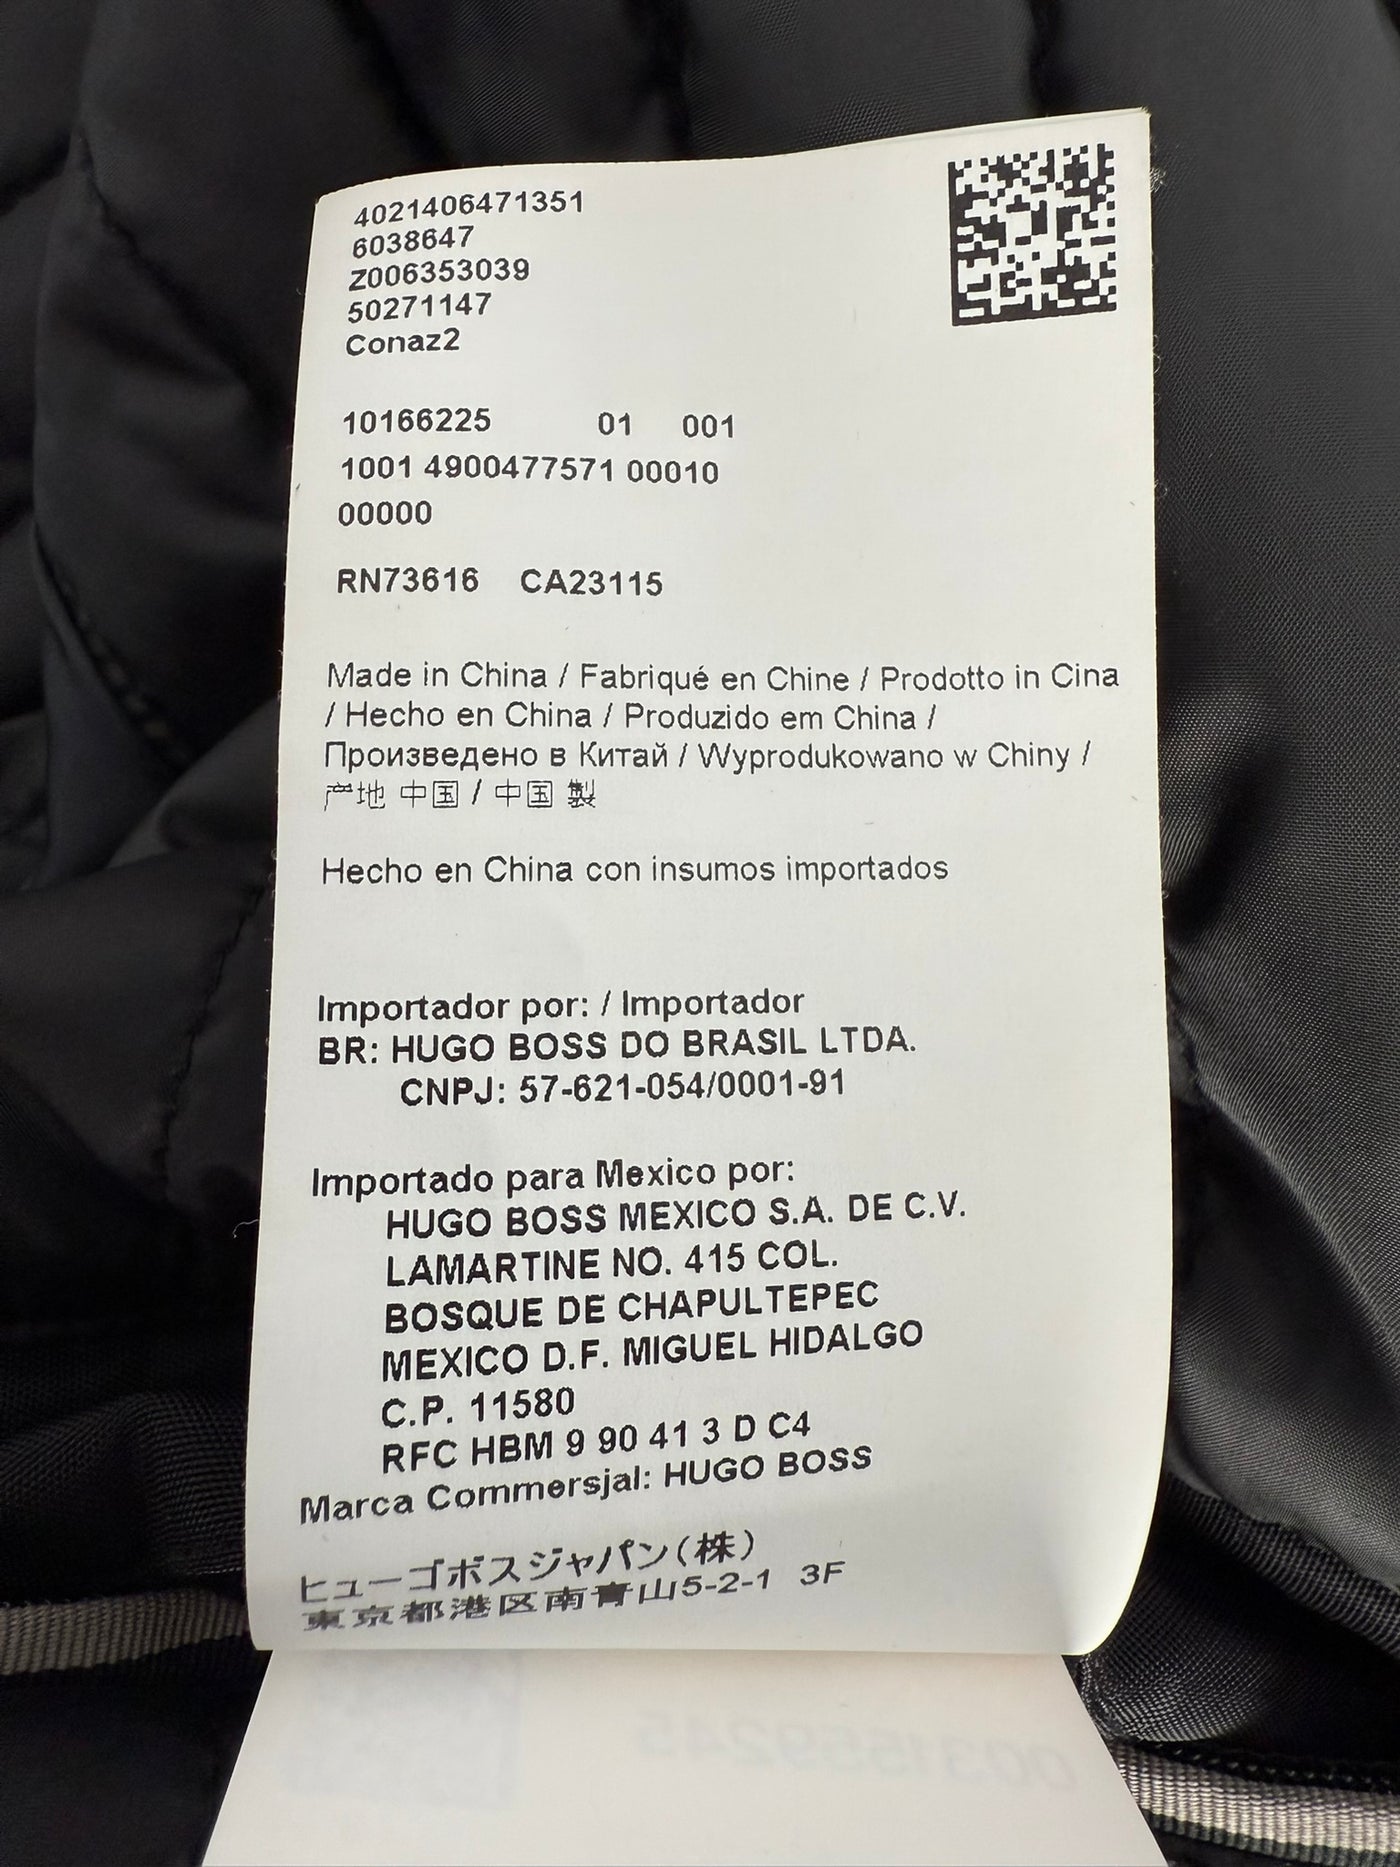 4021406471351
6038647
Z006353039
50271147
Conaz2
10166225 01 001
1001 4900477571 00010
00000
RN73616 CA23115
Made in China / Fabriqué en Chine / Prodotto in Cina
/ Hecho en China / Produzido em China /
Произведено в Китай / Wyprodukowano w Chiny /
产地 中国 / 中国 製
Hecho en China con insumos importados
Importador por: / Importador
BR: HUGO BOSS DO BRASIL LTDA.
CNPJ: 57-621-054/0001-91
Importado para Mexico por:
HUGO BOSS MEXICO S.A. DE C.V.
LAMARTINE NO. 415 COL.
BOSQUE DE CHAPULTEPEC
MEXICO D.F. MIGUEL HIDALGO
C.P. 11580
RFC HBM 9 90 41 3 D C4
Marca Commersjal: HUGO BOSS
ヒューゴボスジャパン(株)
東京都港区南青山5-2-1 3F